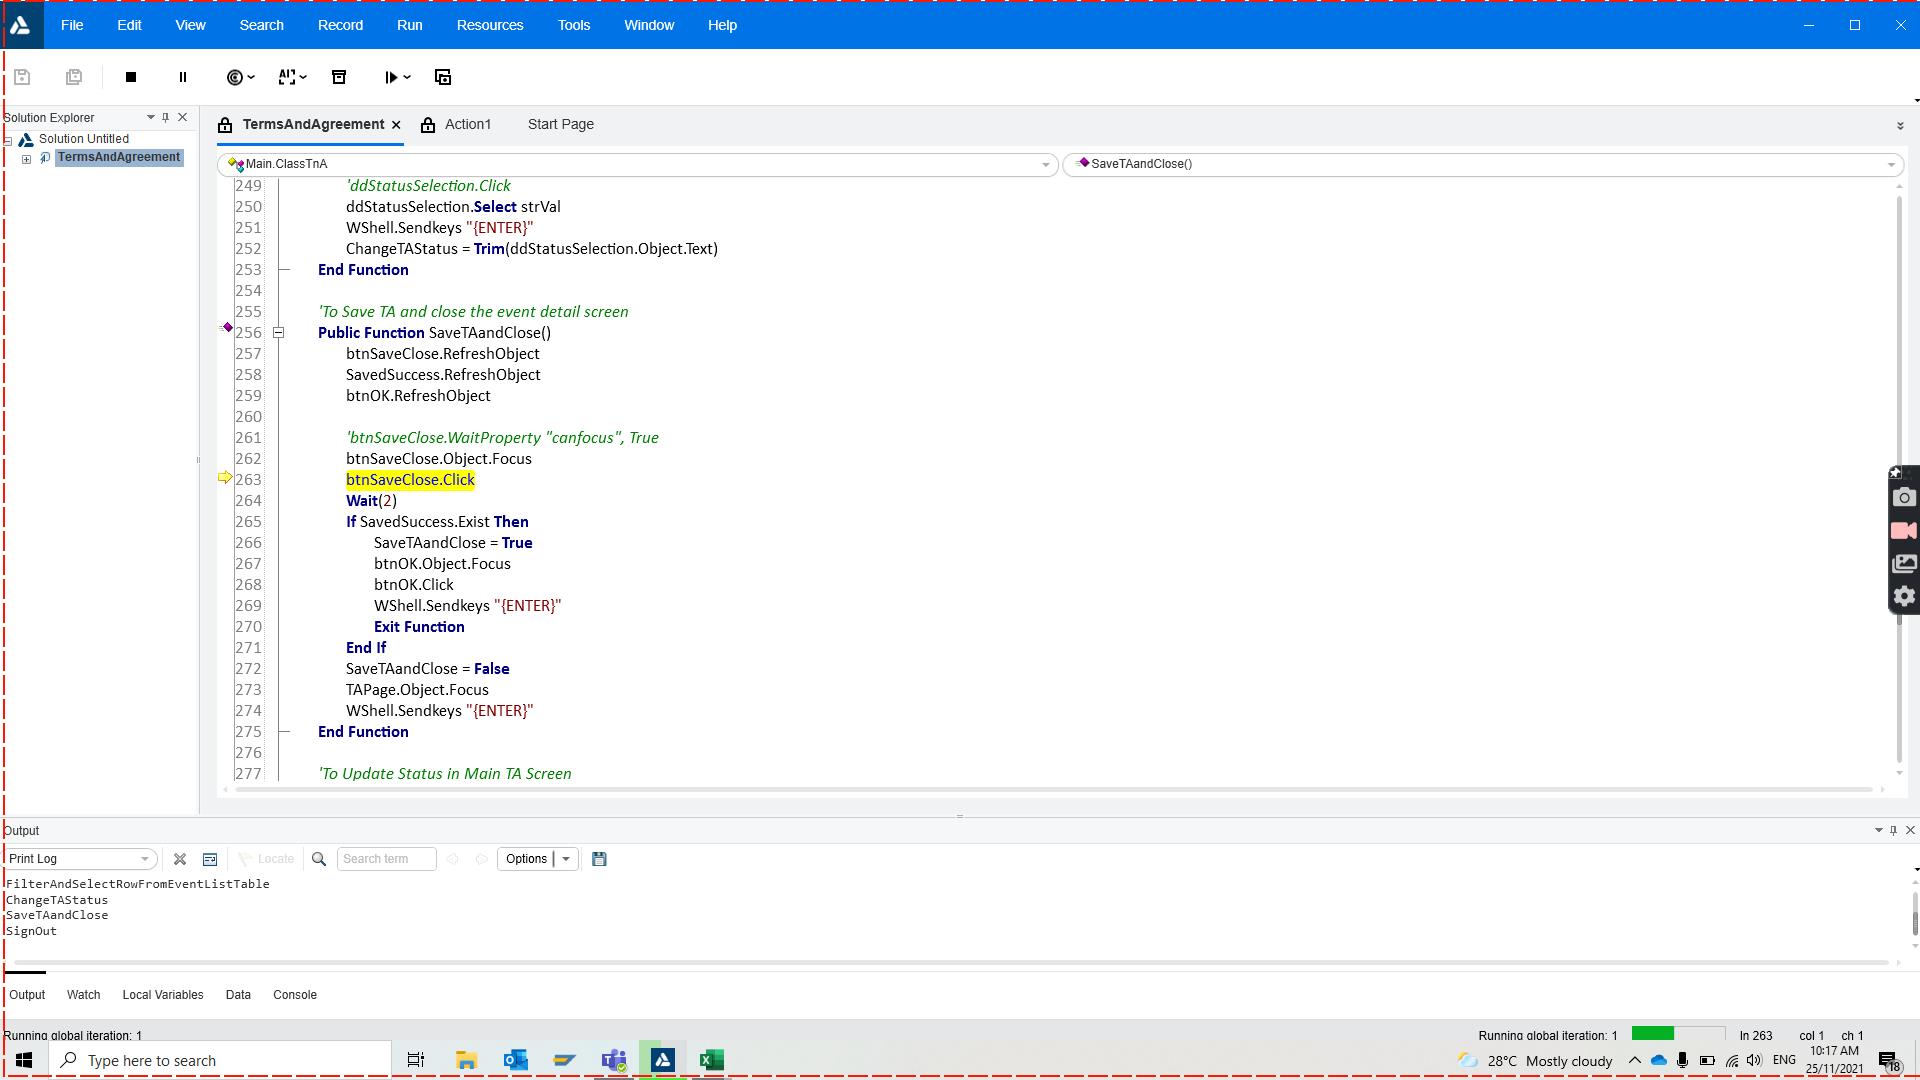 File Edit View Search Record Run Resources Tools Window Help
Solution Explorer
Solution Untitled
TermsAndAgreement
TermsAndAgreement Action1 Start Page
Main.ClassTnA SaveTAandClose()
249 'ddStatusSelection.Click
250 ddStatusSelection.Select strVal
251 WShell.Sendkeys "{ENTER}"
252 ChangeTAStatus = Trim(ddStatusSelection.Object.Text)
253 End Function
254
255 'To Save TA and close the event detail screen
256 Public Function SaveTAandClose()
257 btnSaveClose.RefreshObject
258 SavedSuccess.RefreshObject
259 btnOK.RefreshObject
260
261 'btnSaveClose.WaitProperty "canfocus", True
262 btnSaveClose.Object.Focus
263 btnSaveClose.Click
264 Wait(2)
265 If SavedSuccess.Exist Then
266 SaveTAandClose = True
267 btnOK.Object.Focus
268 btnOK.Click
269 WShell.Sendkeys "{ENTER}"
270 Exit Function
271 End If
272 SaveTAandClose = False
273 TAPage.Object.Focus
274 WShell.Sendkeys "{ENTER}"
275 End Function
276
277 'To Update Status in Main TA Screen
Output
Print Log Locate Search term Options
FilterAndSelectRowFromEventListTable
ChangeTAStatus
SaveTAandClose
SignOut
Output Watch Local Variables Data Console
Running global iteration: 1 Running global iteration: 1 ln 263 col 1 ch 1
Type here to search 28°C Mostly cloudy ENG 10:17 AM
25/11/2021 18